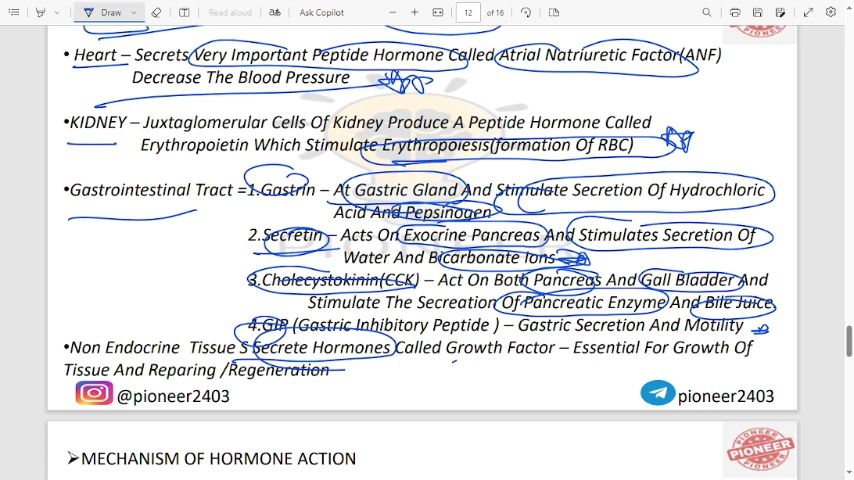 Draw
Read aloud
aあ
Ask Copilot
12 of 16
•Heart – Secrets Very Important Peptide Hormone Called Atrial Natriuretic Factor(ANF)
Decrease The Blood Pressure
•KIDNEY – Juxtaglomerular Cells Of Kidney Produce A Peptide Hormone Called
Erythropoietin Which Stimulate Erythropoiesis(formation Of RBC)
•Gastrointestinal Tract =1.Gastrin – At Gastric Gland And Stimulate Secretion Of Hydrochloric
Acid And Pepsinogen
2.Secretin – Acts On Exocrine Pancreas And Stimulates Secretion Of
Water And Bicarbonate Ions
3.Cholecystokinin(CCK) – Act On Both Pancreas And Gall Bladder And
Stimulate The Secreation Of Pancreatic Enzyme And Bile Juice
4.GIP (Gastric Inhibitory Peptide ) – Gastric Secretion And Motility
•Non Endocrine Tissue S Secrete Hormones Called Growth Factor – Essential For Growth Of
Tissue And Reparing /Regeneration
@pioneer2403
pioneer2403
PIONEER
➤MECHANISM OF HORMONE ACTION
PIONEER